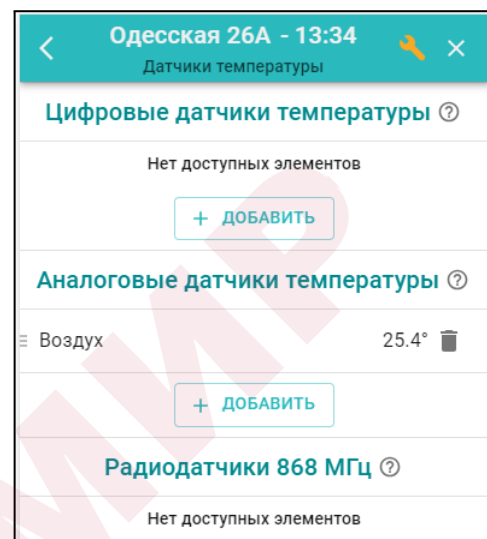 Одесская 26А - 13:34
Датчики температуры
Цифровые датчики температуры
Нет доступных элементов
+ ДОБАВИТЬ
Аналоговые датчики температуры
Воздух 25.4°
+ ДОБАВИТЬ
Радиодатчики 868 МГц
Нет доступных элементов
МИР